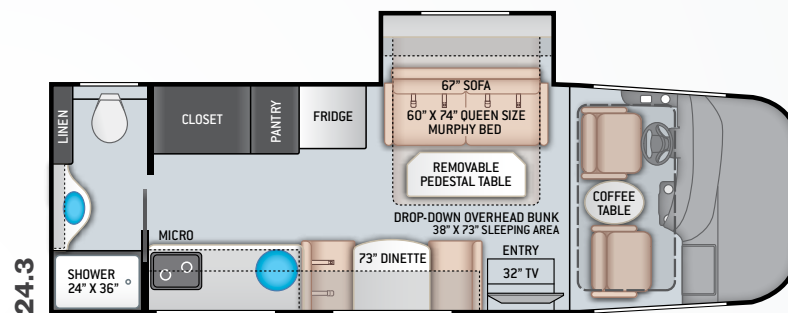 67" SOFA
60" X 74" QUEEN SIZE
MURPHY BED
LINEN
CLOSET
PANTRY
FRIDGE
REMOVABLE
PEDESTAL TABLE
COFFEE
TABLE
DROP-DOWN OVERHEAD BUNK
38" X 73" SLEEPING AREA
MICRO
ENTRY
73" DINETTE
32" TV
SHOWER
24" X 36"
24.3